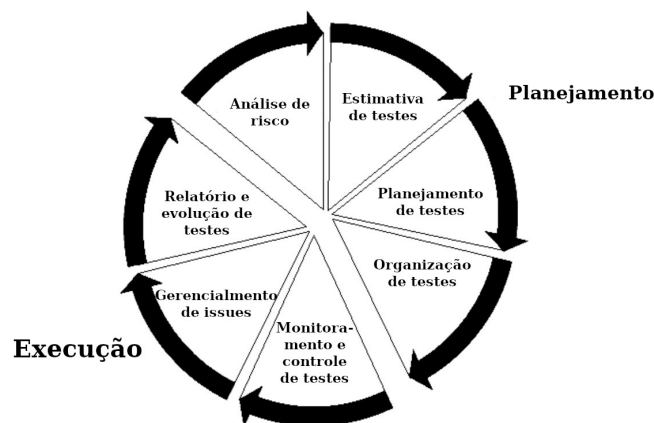 Análise de
risco
Estimativa
de testes
Planejamento
Planejamento
de testes
Organização
de testes
Monitora-
mento e
controle
de testes
Gerencialmento
de issues
Execução
Relatório e
evolução de
testes